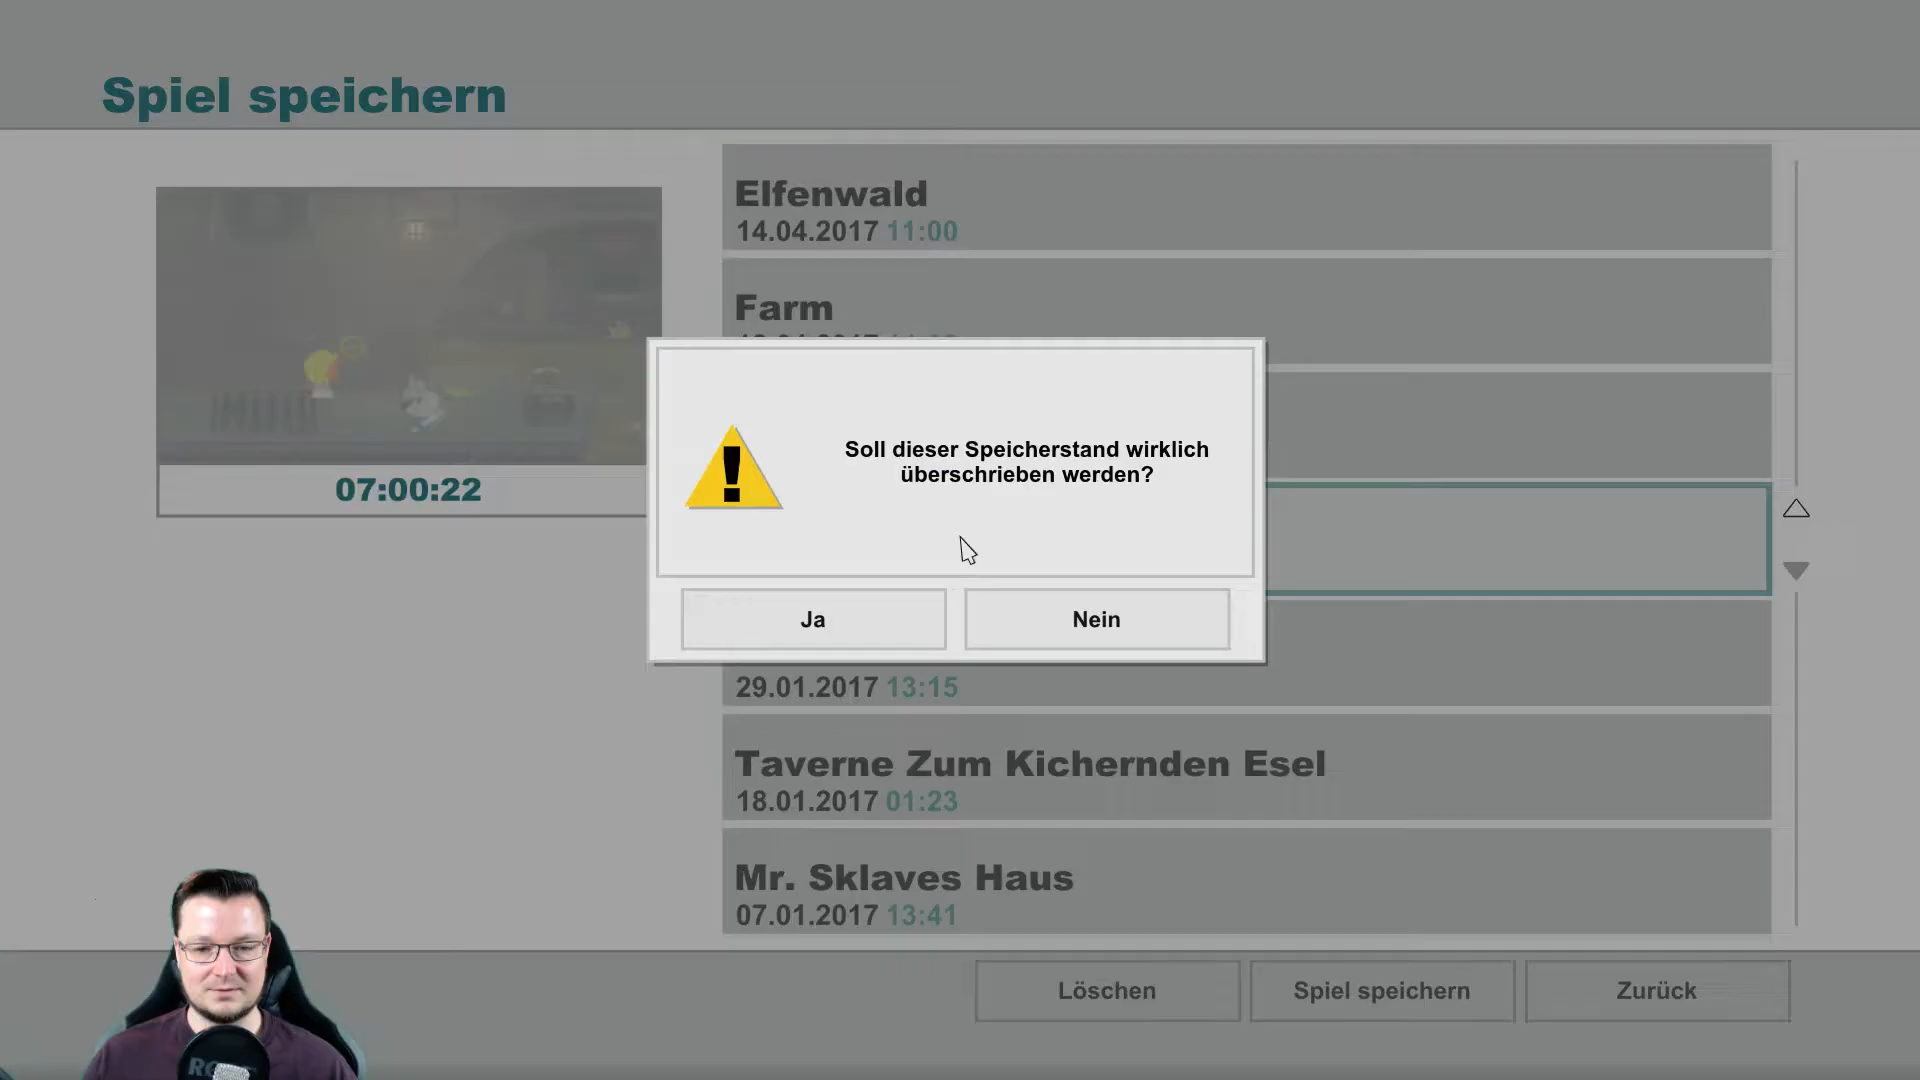 Spiel speichern
07:00:22
Elfenwald
14.04.2017 11:00
Farm
Soll dieser Speicherstand wirklich
überschrieben werden?
Ja
Nein
29.01.2017 13:15
Taverne Zum Kichernden Esel
18.01.2017 01:23
Mr. Sklaves Haus
07.01.2017 13:41
Löschen
Spiel speichern
Zurück